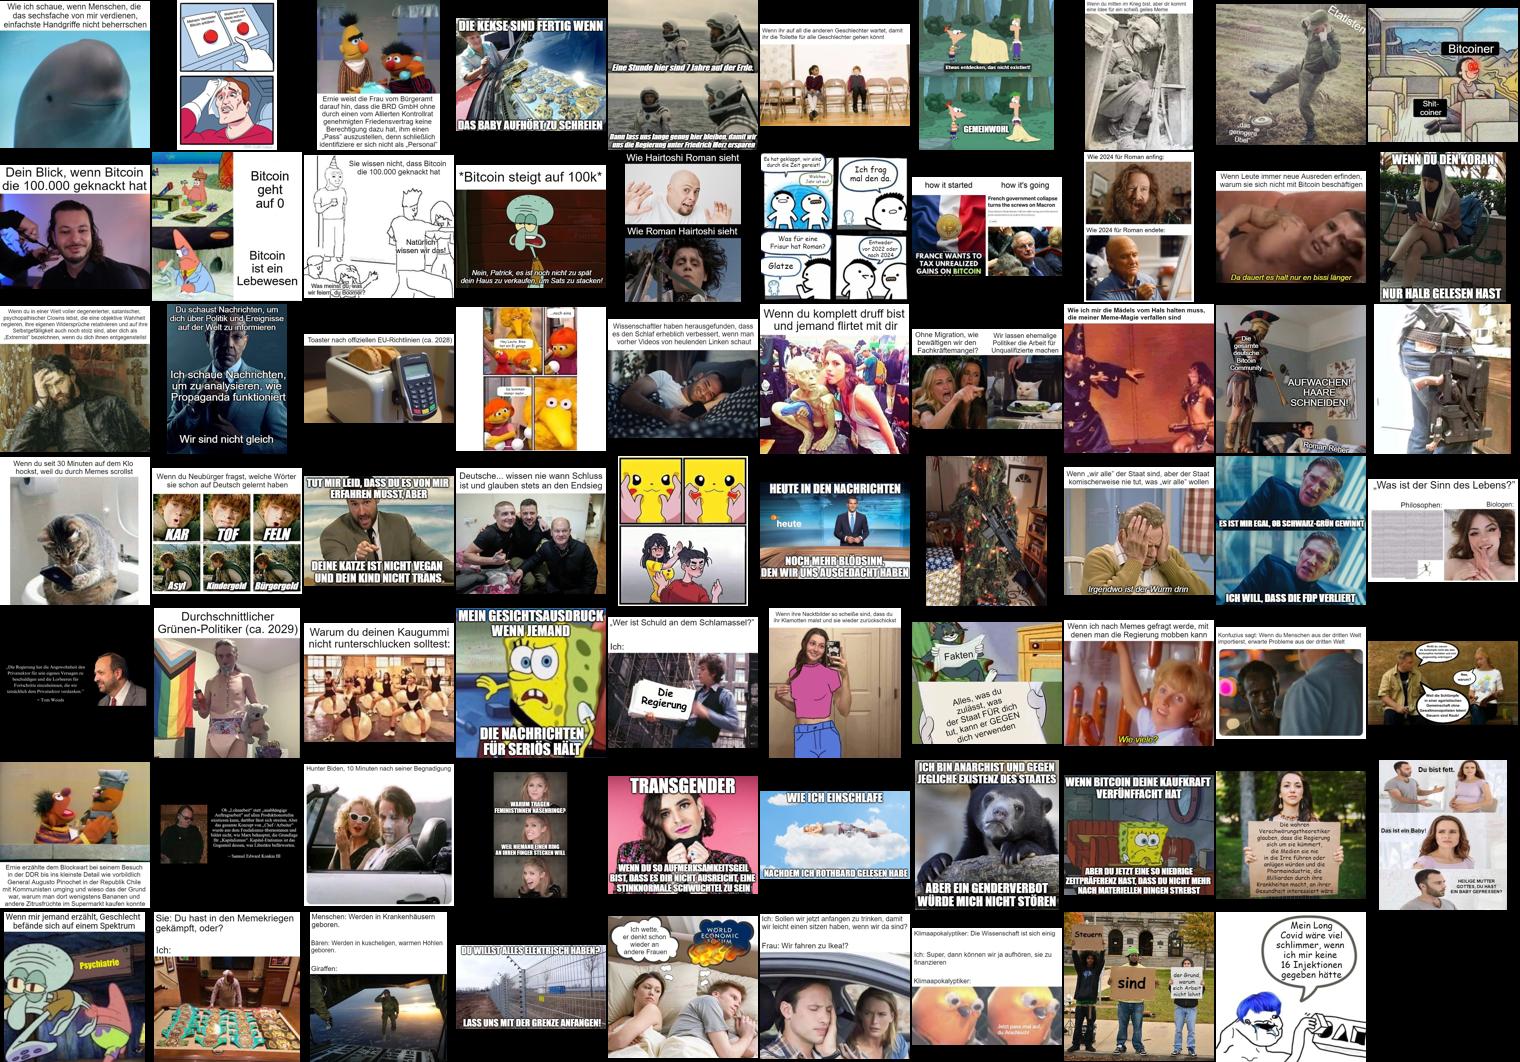 Wie ich schaue, wenn Menschen, die
das sechsfache von mir verdienen,
einfachste Handgriffe nicht beherrschen
Ernie weist die Frau vom Bürgeramt
darauf hin, dass die BRD GmbH ohne
durch einen vom Alliierten Kontrollrat
genehmigten Friedensvertrag keine
Berechtigung dazu hat, ihm einen
„Pass" auszustellen, denn schließlich
identifiziere er sich nicht als „Personal"
DIE KEKSE SIND FERTIG WENN
DAS BABY AUFHÖRT ZU SCHREIEN
Eine Stunde hier sind 7 Jahre auf der Erde.
Dann lass uns lange genug hier bleiben, damit wir
uns die Regierung unter Friedrich Merz ersparen
Wenn ihr auf all die anderen Geschlechter wartet, damit
ihr die Toilette für alle Geschlechter gehen könnt
Etwas entdecken, das nicht existiert!
GEMEINWOHL
Wenn du mitten im Krieg bist, aber dir kommt
eine Idee für ein scheiß geiles Meme
Etatisten
„das
geringere
Übel"
Bitcoiner
Shit-
coiner
Dein Blick, wenn Bitcoin
die 100.000 geknackt hat
Bitcoin
geht
auf 0
Bitcoin
ist ein
Lebewesen
Sie wissen nicht, dass Bitcoin
die 100.000 geknackt hat
Natürlich
wissen wir das!
Was meinst du, was
wir feiern, du Boomer?
*Bitcoin steigt auf 100k*
Nein, Patrick, es ist noch nicht zu spät
dein Haus zu verkaufen, um Sats zu stacken!
Wie Hairtoshi Roman sieht
Wie Roman Hairtoshi sieht
Es hat geklappt, wir sind
durch die Zeit gereist!
Welches
Jahr ist es?
Ich frag
mal den da.
Was für eine
Frisur hat Roman?
Glatze
Entweder
vor 2022 oder
nach 2024.
how it started
how it's going
FRANCE WANTS TO
TAX UNREALIZED
GAINS ON BITCOIN
French government collapse
turns the screws on Macron
Wie 2024 für Roman anfing:
Wie 2024 für Roman endete:
Wenn Leute immer neue Ausreden erfinden,
warum sie sich nicht mit Bitcoin beschäftigen
Da dauert es halt nur en bissi länger
WENN DU DEN KORAN
NUR HALB GELESEN HAST
Wenn du in einer Welt voller degenerierter, satanischer,
psychopathischer Clowns lebst, die eine objektive Wahrheit
negieren, ihre eigenen Widersprüche relativieren und auf ihre
Selbstgefälligkeit auch noch stolz sind, aber dich als
„Extremist" bezeichnen, wenn du dich ihnen entgegenstellst
Du schaust Nachrichten, um
dich über Politik und Ereignisse
auf der Welt zu informieren
Ich schaue Nachrichten,
um zu analysieren, wie
Propaganda funktioniert
Wir sind nicht gleich
Toaster nach offiziellen EU-Richtlinien (ca. 2028)
Wissenschaftler haben herausgefunden, dass
es den Schlaf erheblich verbessert, wenn man
vorher Videos von heulenden Linken schaut
Wenn du komplett druff bist
und jemand flirtet mit dir
Ohne Migration, wie
bewältigen wir den
Fachkräftemangel?
Wir lassen ehemalige
Politiker die Arbeit für
Unqualifizierte machen
Wie ich mir die Mädels vom Hals halten muss,
die meiner Meme-Magie verfallen sind
Die
gesamte
deutsche
Bitcoin
Community
AUFWACHEN!
HAARE
SCHNEIDEN!
Roman Reher
Wenn du seit 30 Minuten auf dem Klo
hockst, weil du durch Memes scrollst
Wenn du Neubürger fragst, welche Wörter
sie schon auf Deutsch gelernt haben
KAR
TOF
FELN
Asyl
Kindergeld
Bürgergeld
TUT MIR LEID, DASS DU ES VON MIR
ERFAHREN MUSST, ABER
DEINE KATZE IST NICHT VEGAN
UND DEIN KIND NICHT TRANS.
Deutsche... wissen nie wann Schluss
ist und glauben stets an den Endsieg
HEUTE IN DEN NACHRICHTEN
heute
NOCH MEHR BLÖDSINN,
DEN WIR UNS AUSGEDACHT HABEN
Wenn „wir alle" der Staat sind, aber der Staat
komischerweise nie tut, was „wir alle" wollen
Irgendwo ist der Wurm drin
ES IST MIR EGAL, OB SCHWARZ-GRÜN GEWINNT
ICH WILL, DASS DIE FDP VERLIERT
„Was ist der Sinn des Lebens?"
Philosophen:
Biologen:
„Die Regierung hat die Angewohnheit den
Privatsektor für sein eigenes Versagen zu
beschuldigen und die Lorbeeren für
Fortschritte einzuheimsen, die wir
tatsächlich dem Privatsektor verdanken."
~ Tom Woods
Durchschnittlicher
Grünen-Politiker (ca. 2029)
Warum du deinen Kaugummi
nicht runterschlucken solltest:
MEIN GESICHTSAUSDRUCK
WENN JEMAND
DIE NACHRICHTEN
FÜR SERIÖS HÄLT
„Wer ist Schuld an dem Schlamassel?"
Ich:
Die
Regierung
Wenn ihre Nacktbilder so scheiße sind, dass du
ihr Klamotten malst und sie wieder zurückschickst
Fakten
Alles, was du
zulässt, was
der Staat FÜR dich
tut, kann er GEGEN
dich verwenden
Wenn ich nach Memes gefragt werde, mit
denen man die Regierung mobben kann
Wie viele?
Konfuzius sagt: Wenn du Menschen aus der dritten Welt
importierst, erwarte Probleme aus der dritten Welt
Nee,
warum?
Ernie erzählte dem Blockwart bei seinem Besuch
in der DDR bis ins kleinste Detail wie vorbildlich
General Augusto Pinochet in der Republik Chile
mit Kommunisten umging und wieso das der Grund
war, warum man dort wenigstens Bananen und
andere Zitrusfrüchte im Supermarkt kaufen konnte
~ Samuel Edward Konkin III
Hunter Biden, 10 Minuten nach seiner Begnadigung
WARUM TRAGEN
FEMINISTINNEN NASENRINGE?
WEIL NIEMAND EINEN RING
AN IHREN FINGER STECKEN WILL
TRANSGENDER
WENN DU SO AUFMERKSAMKEITSGEIL
BIST, DASS ES DIR NICHT AUSREICHT, EINE
STINKNORMALE SCHWUCHTEL ZU SEIN
WIE ICH EINSCHLAFE
NACHDEM ICH ROTHBARD GELESEN HABE
ICH BIN ANARCHIST UND GEGEN
JEGLICHE EXISTENZ DES STAATES
ABER EIN GENDERVERBOT
WÜRDE MICH NICHT STÖREN
WENN BITCOIN DEINE KAUFKRAFT
VERFÜNFFACHT HAT
ABER DU JETZT EINE SO NIEDRIGE
ZEITPRÄFERENZ HAST, DASS DU NICHT MEHR
NACH MATERIELLEN DINGEN STREBST
Die wahren
Verschwörungstheoretiker
glauben, dass die Regierung
sich um sie kümmert,
die Medien sie nie
in die Irre führen oder
anlügen würden und die
Pharmaindustrie, die
Milliarden durch ihre
Krankheiten macht, an ihrer
Gesundheit interessiert wäre
Du bist fett.
Das ist ein Baby!
HEILIGE MUTTER
GOTTES, DU HAST
EIN BABY GEFRESSEN?
Wenn mir jemand erzählt, Geschlecht
befände sich auf einem Spektrum
Psychiatrie
Sie: Du hast in den Memekriegen
gekämpft, oder?
Ich:
Menschen: Werden in Krankenhäusern
geboren.
Bären: Werden in kuscheligen, warmen Höhlen
geboren.
Giraffen:
DU WILLST ALLES ELEKTRISCH HABEN?
LASS UNS MIT DER GRENZE ANFANGEN!
Ich wette,
er denkt schon
wieder an
andere Frauen
WORLD
ECONOMIC
FORUM
Ich: Sollen wir jetzt anfangen zu trinken, damit
wir leicht einen sitzen haben, wenn wir da sind?
Frau: Wir fahren zu Ikea!?
Klimaapokalyptiker: Die Wissenschaft ist sich einig
Ich: Super, dann können wir ja aufhören, sie zu
finanzieren
Klimaapokalyptiker:
Jetzt pass mal auf,
du Arschloch!
Steuern
sind
der Grund,
warum
sich Arbeit
nicht lohnt
Mein Long
Covid wäre viel
schlimmer, wenn
ich mir keine
16 Injektionen
gegeben hätte